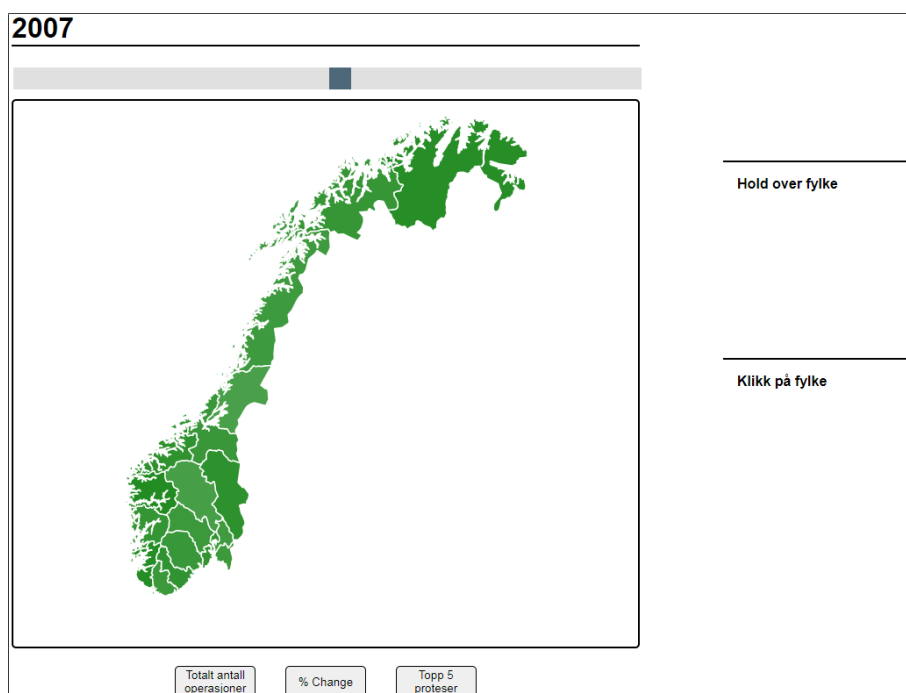 2007
Hold over fylke
Klikk på fylke
Totalt antall
operasjoner
% Change
Topp 5
proteser